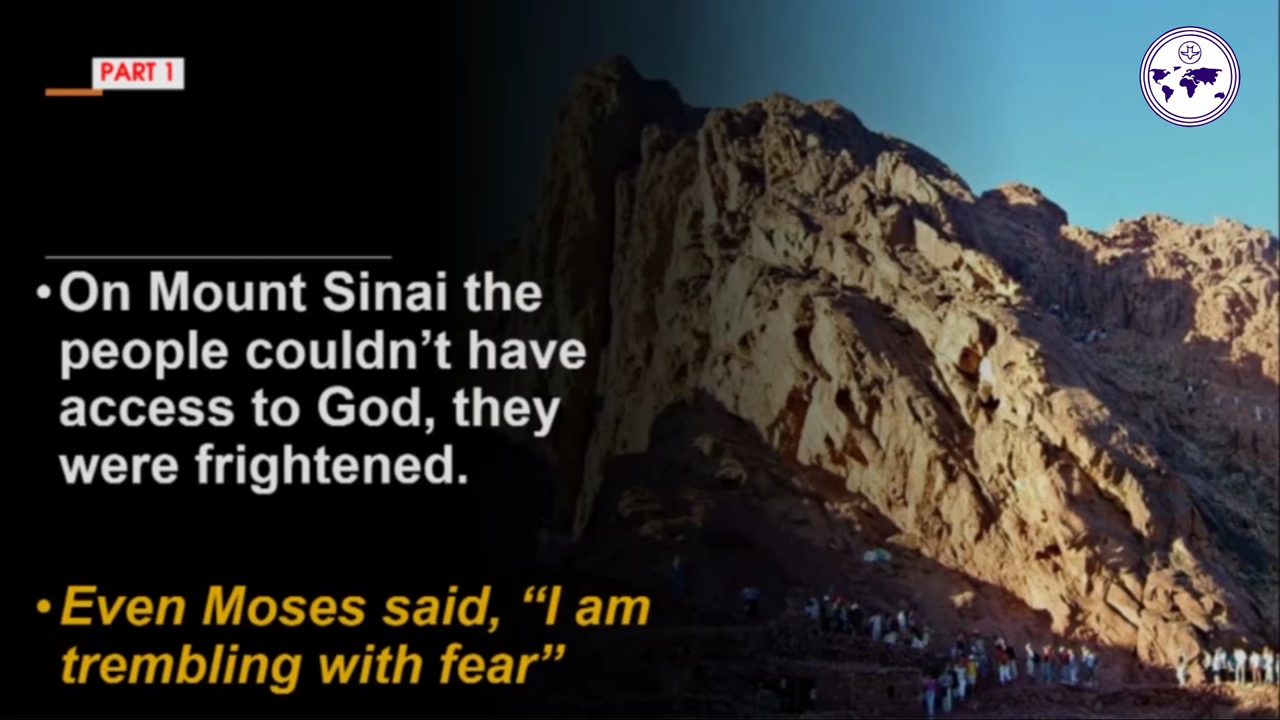 PART 1
•On Mount Sinai the
people couldn’t have
access to God, they
were frightened.
•Even Moses said, “I am
trembling with fear”